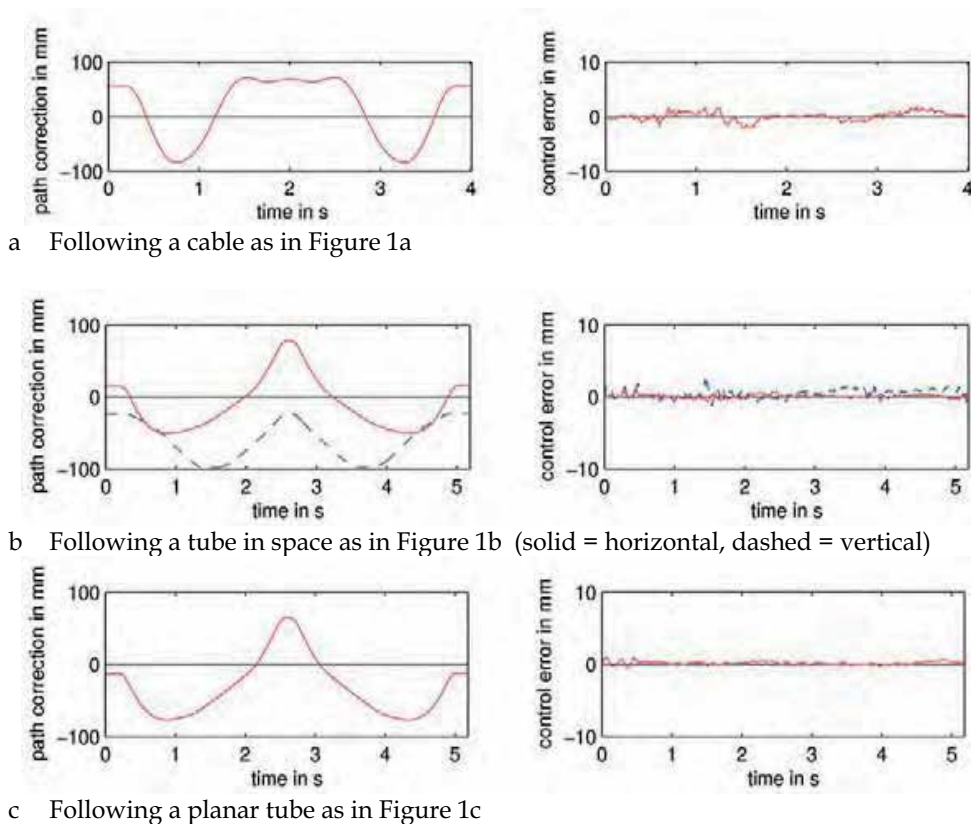 path correction in mm
100
0
−100
0 1 2 3 4
time in s
control error in mm
10
0
−10
0 1 2 3 4
time in s
a Following a cable as in Figure 1a
path correction in mm
100
0
−100
0 1 2 3 4 5
time in s
control error in mm
10
0
−10
0 1 2 3 4 5
time in s
b Following a tube in space as in Figure 1b (solid = horizontal, dashed = vertical)
path correction in mm
100
0
−100
0 1 2 3 4 5
time in s
control error in mm
10
0
−10
0 1 2 3 4 5
time in s
c Following a planar tube as in Figure 1c